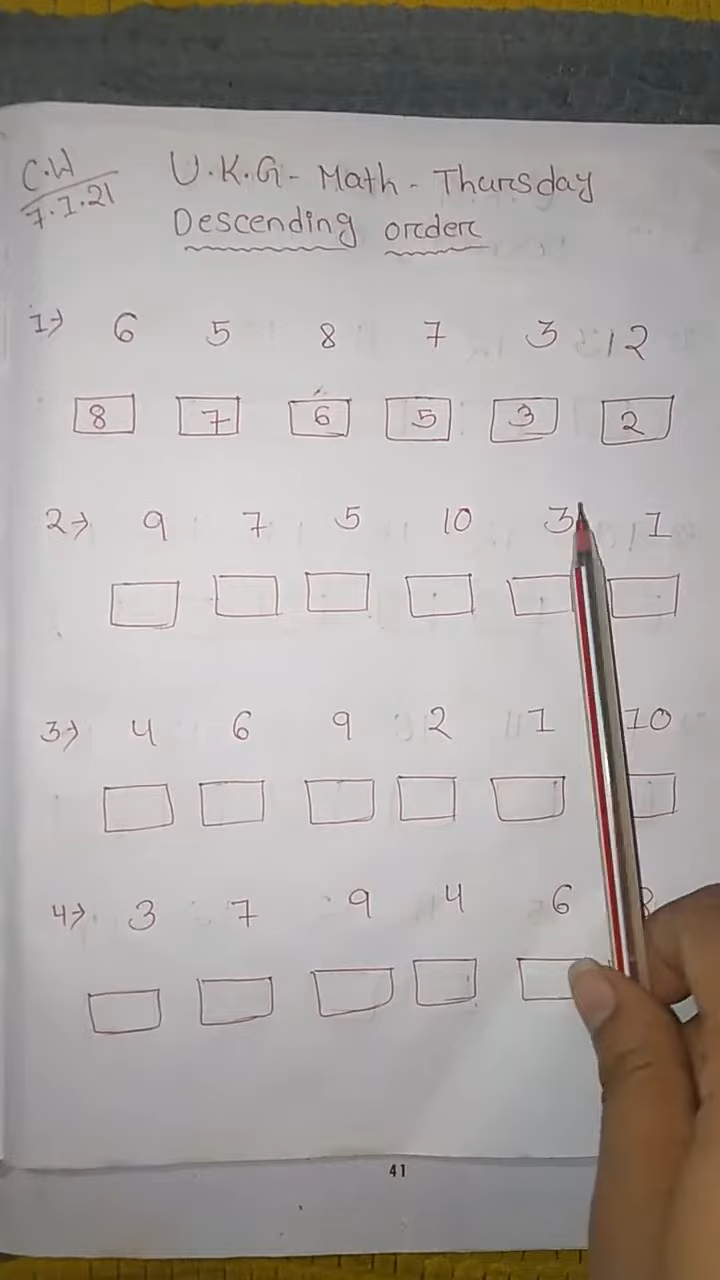 C.W
7.1.21
U.K.G - Math - Thursday
Descending order
1→ 6 5 8 7 3 2
8 7 6 5 3 2
2→ 9 7 5 10 3 1
3→ 4 6 9 2 1 10
4→ 3 7 9 4 6
41